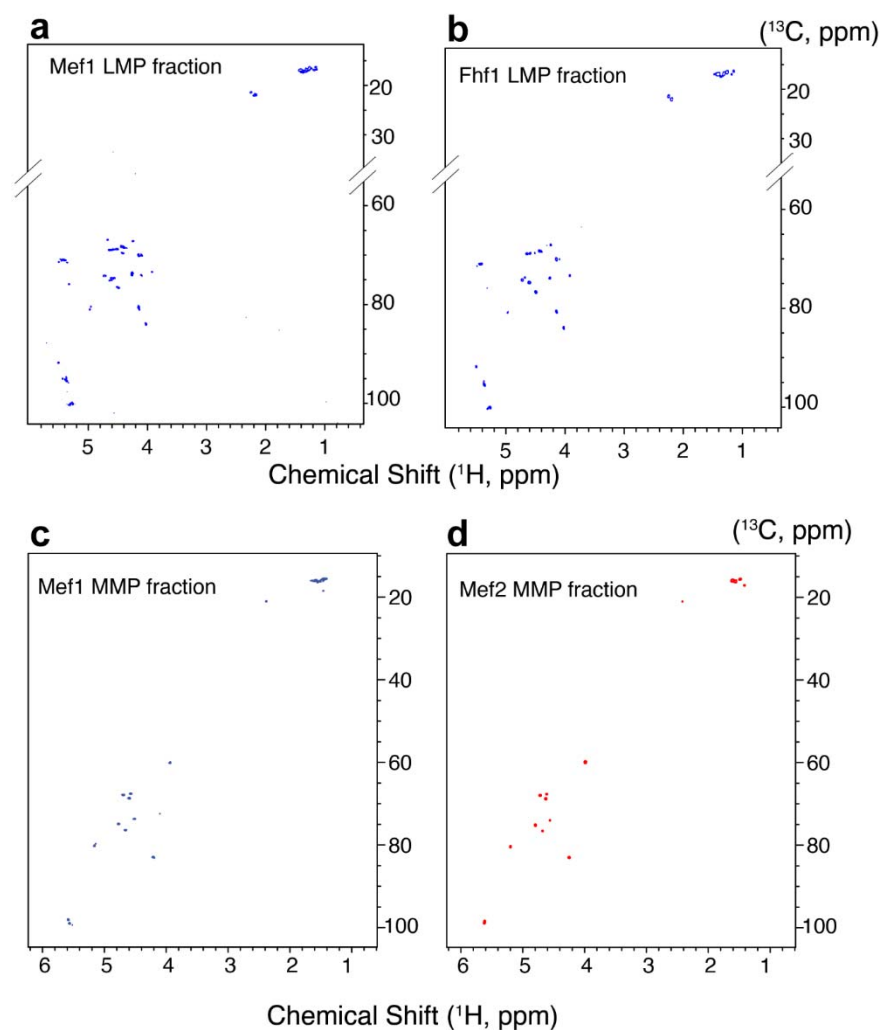 a
b
(¹³C, ppm)
Mef1 LMP fraction
Fhf1 LMP fraction
20
30
60
80
100
20
30
60
80
100
5 4 3 2 1
5 4 3 2 1
Chemical Shift (¹H, ppm)
c
d
(¹³C, ppm)
Mef1 MMP fraction
Mef2 MMP fraction
20
40
60
80
100
20
40
60
80
100
6 5 4 3 2 1
6 5 4 3 2 1
Chemical Shift (¹H, ppm)